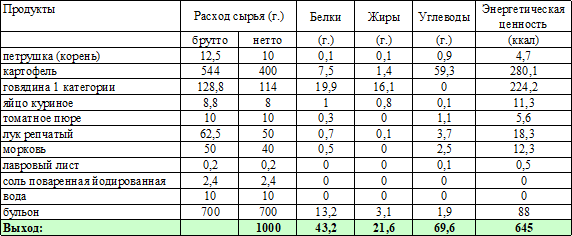 Продукты Расход сырья (г.) Белки Жиры Углеводы Энергетическая ценность
брутто нетто (г.) (г.) (г.) (ккал)
петрушка (корень) 12,5 10 0,1 0,1 0,9 4,7
картофель 544 400 7,5 1,4 59,3 280,1
говядина 1 категории 128,8 114 19,9 16,1 0 224,2
яйцо куриное 8,8 8 1 0,8 0,1 11,3
томатное пюре 10 10 0,3 0 1,1 5,6
лук репчатый 62,5 50 0,7 0,1 3,7 18,3
морковь 50 40 0,5 0 2,5 12,3
лавровый лист 0,2 0,2 0 0 0,1 0,5
соль поваренная йодированная 2,4 2,4 0 0 0 0
вода 10 10 0 0 0 0
бульон 700 700 13,2 3,1 1,9 88
Выход: 1000 43,2 21,6 69,6 645